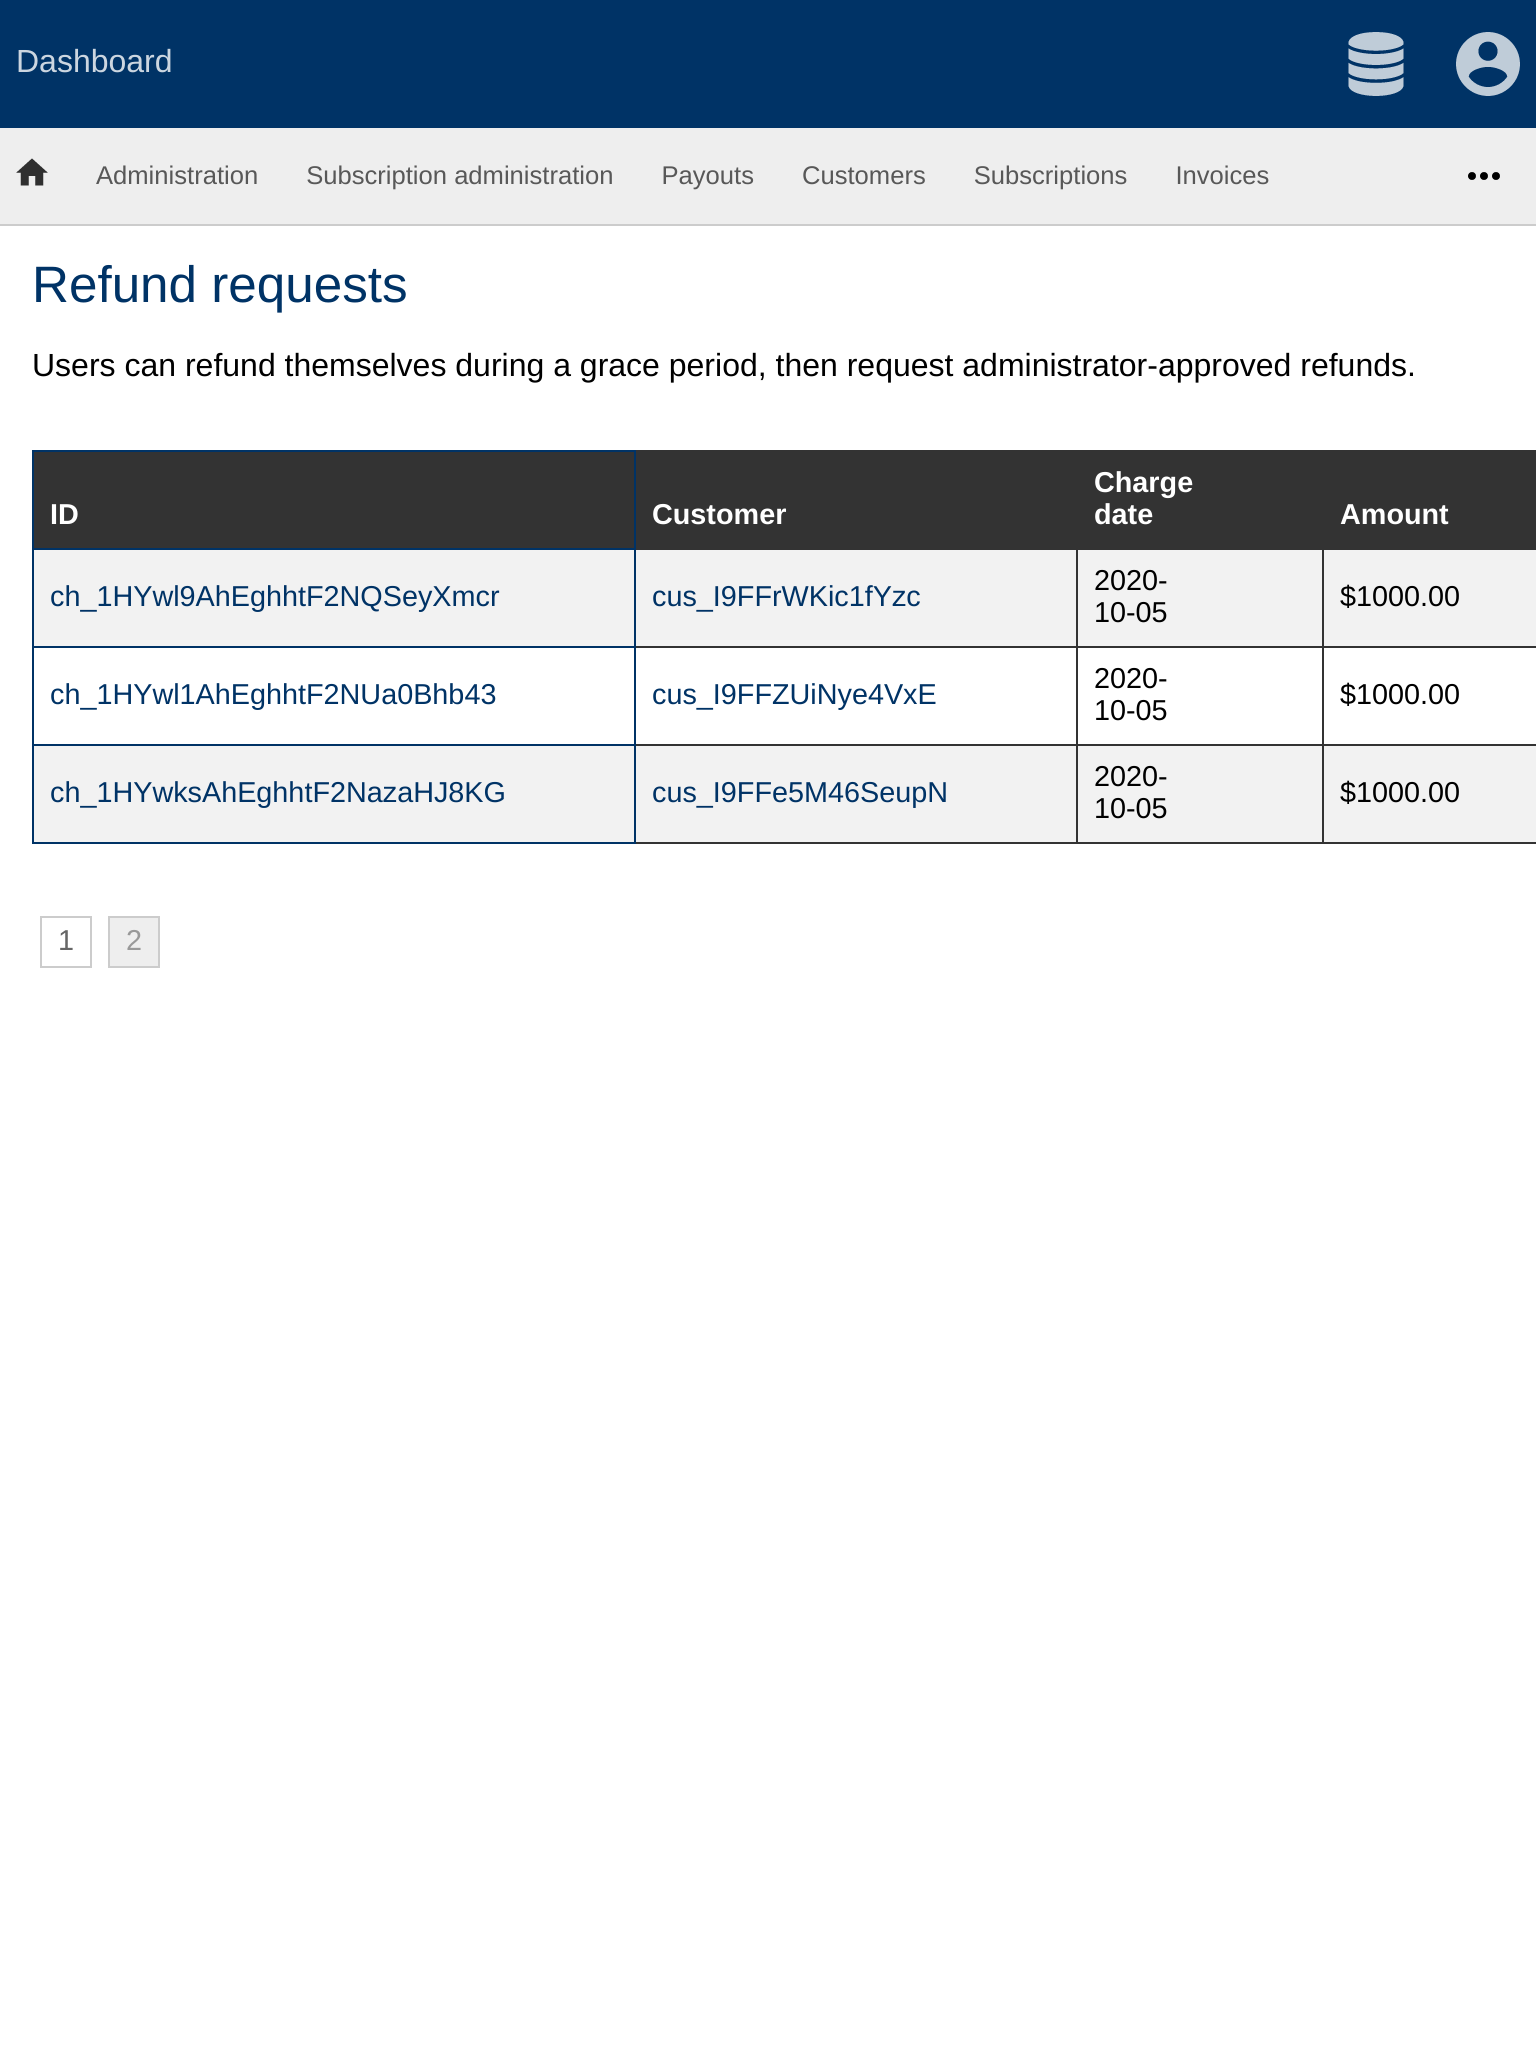 Dashboard
Administration Subscription administration Payouts Customers Subscriptions Invoices
Refund requests
Users can refund themselves during a grace period, then request administrator-approved refunds.
ID Customer Charge date Amount
ch_1HYwl9AhEghhtF2NQSeyXmcr cus_I9FFrWKic1fYzc 2020-10-05 $1000.00
ch_1HYwl1AhEghhtF2NUa0Bhb43 cus_I9FFZUiNye4VxE 2020-10-05 $1000.00
ch_1HYwksAhEghhtF2NazaHJ8KG cus_I9FFe5M46SeupN 2020-10-05 $1000.00
1 2